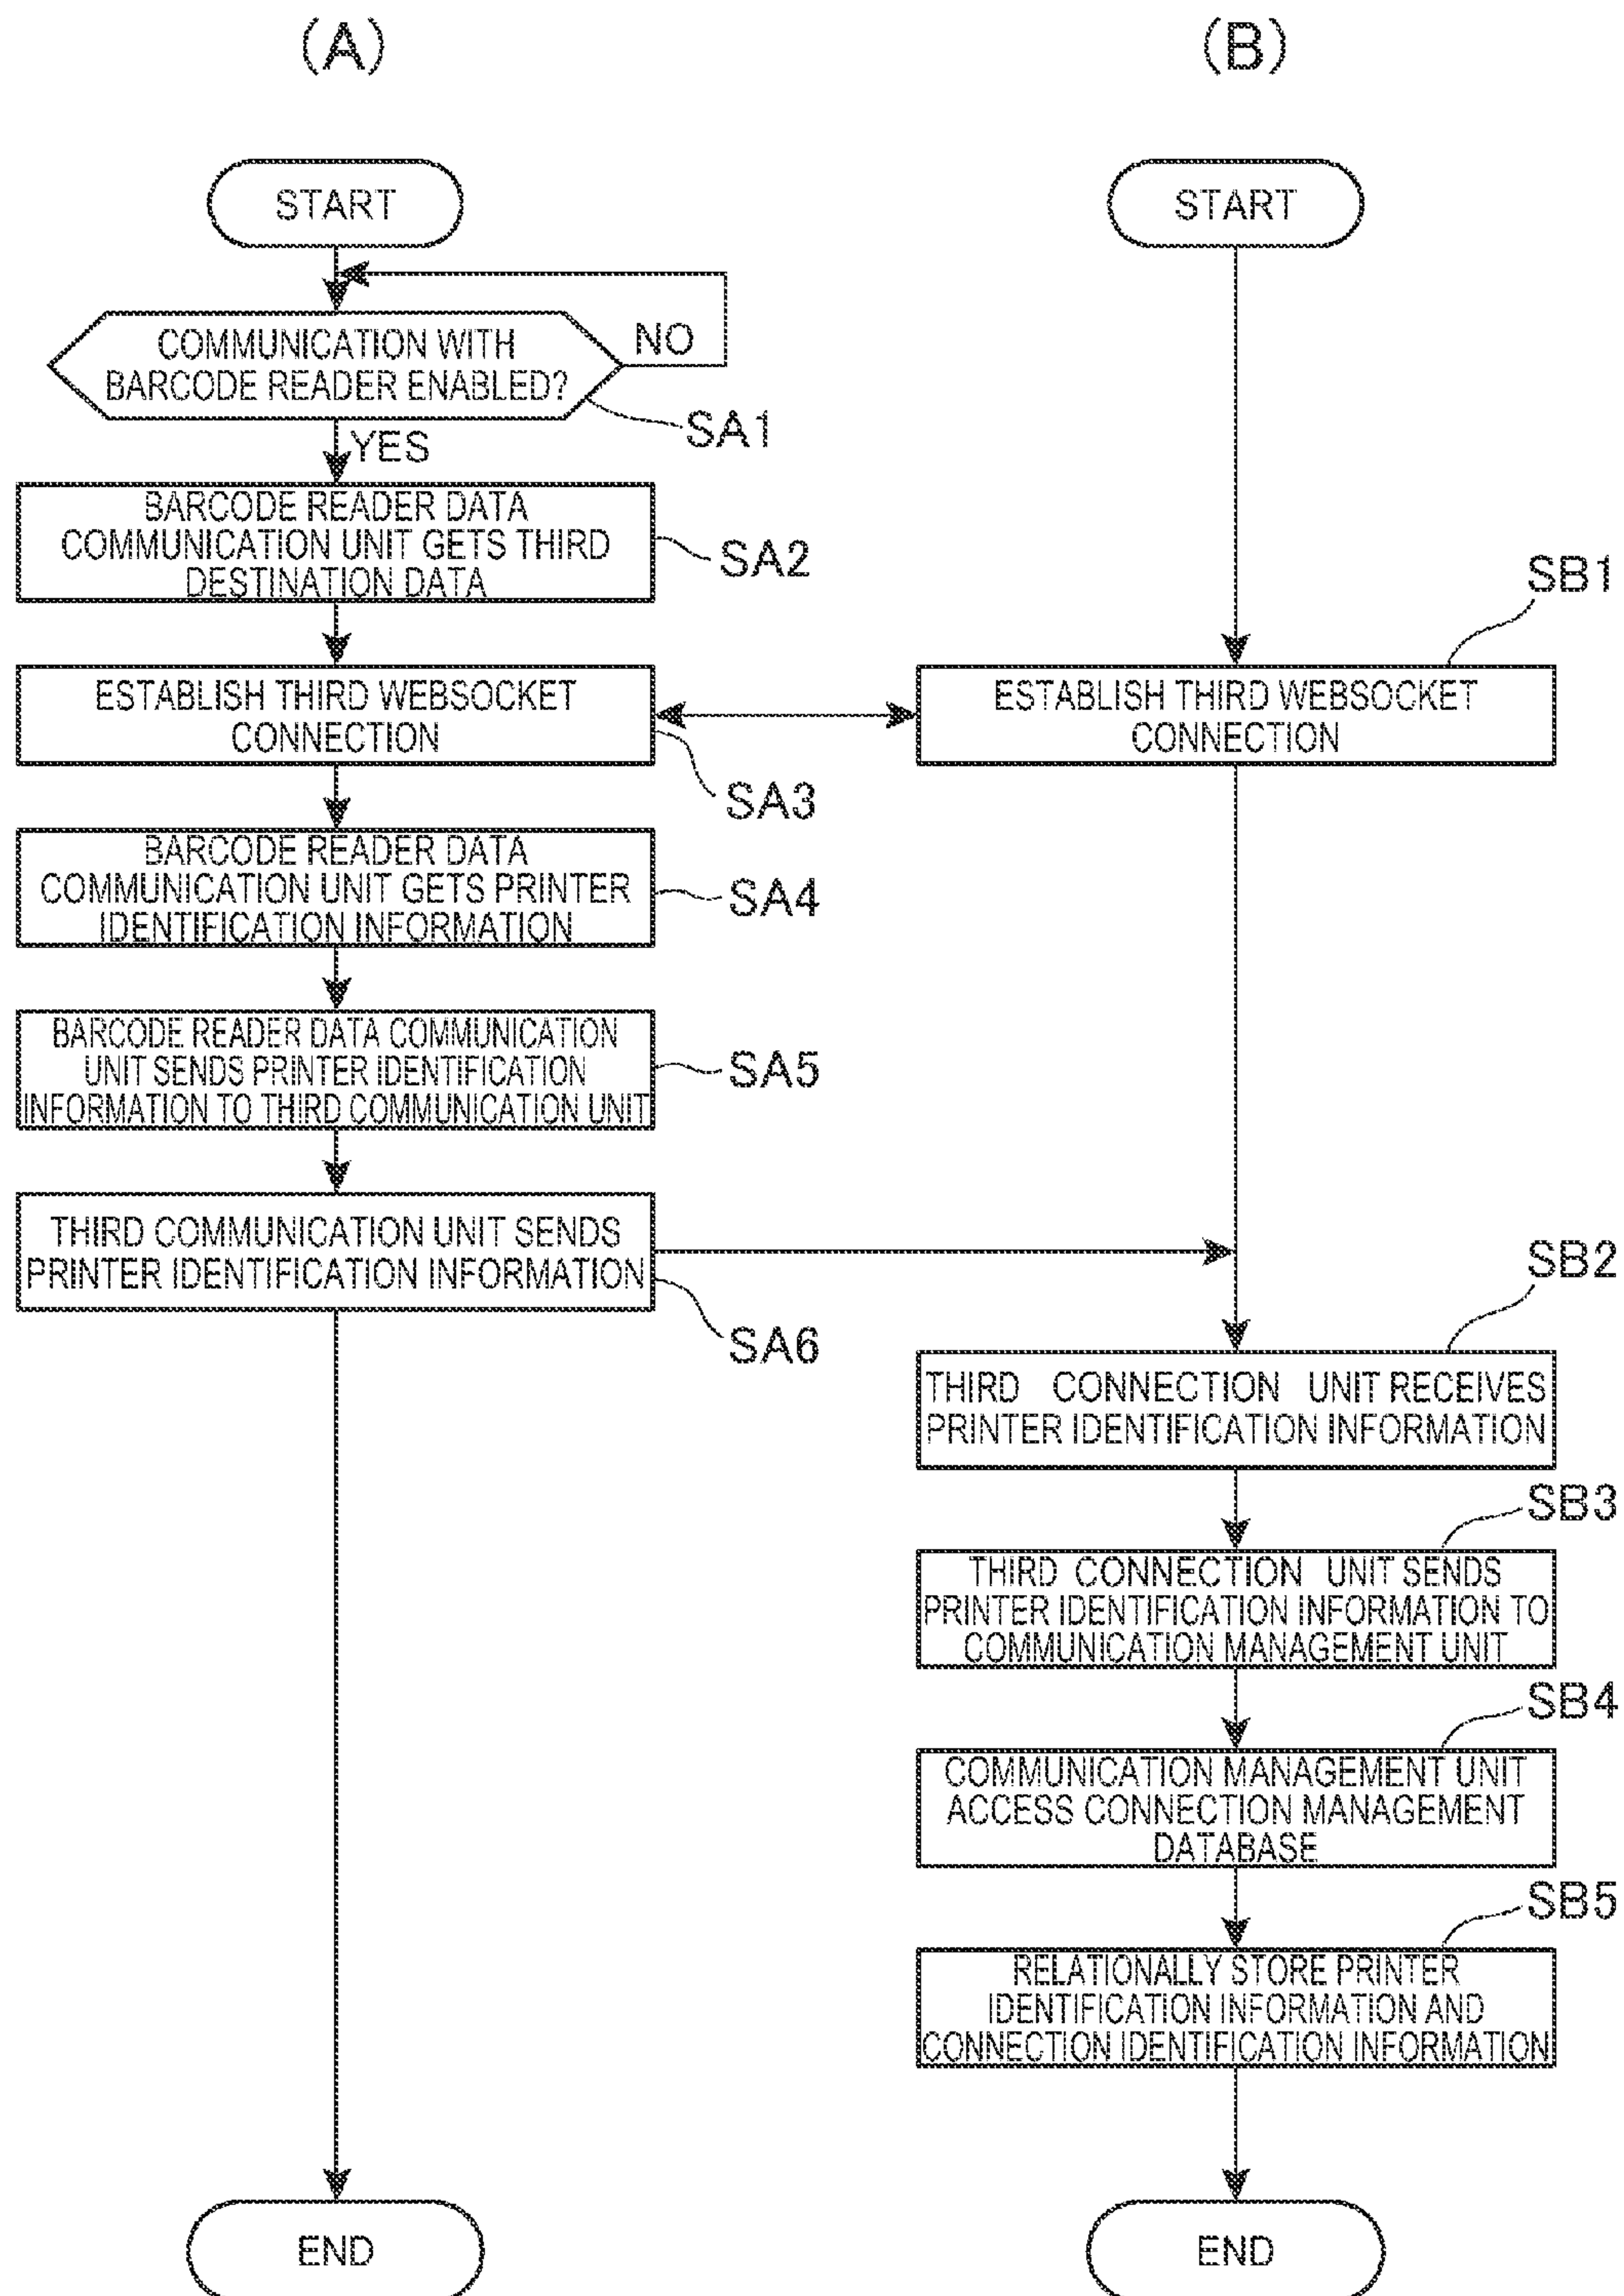 (A)
START
COMMUNICATION WITH
BARCODE READER ENABLED?
NO
SA1
YES
BARCODE READER DATA
COMMUNICATION UNIT GETS THIRD
DESTINATION DATA
SA2
ESTABLISH THIRD WEBSOCKET
CONNECTION
SA3
BARCODE READER DATA
COMMUNICATION UNIT GETS PRINTER
IDENTIFICATION INFORMATION
SA4
BARCODE READER DATA COMMUNICATION
UNIT SENDS PRINTER IDENTIFICATION
INFORMATION TO THIRD COMMUNICATION UNIT
SA5
THIRD COMMUNICATION UNIT SENDS
PRINTER IDENTIFICATION INFORMATION
SA6
END
(B)
START
SB1
ESTABLISH THIRD WEBSOCKET
CONNECTION
SB2
THIRD CONNECTION UNIT RECEIVES
PRINTER IDENTIFICATION INFORMATION
SB3
THIRD CONNECTION UNIT SENDS
PRINTER IDENTIFICATION INFORMATION TO
COMMUNICATION MANAGEMENT UNIT
SB4
COMMUNICATION MANAGEMENT UNIT
ACCESS CONNECTION MANAGEMENT
DATABASE
SB5
RELATIONALLY STORE PRINTER
IDENTIFICATION INFORMATION AND
CONNECTION IDENTIFICATION INFORMATION
END